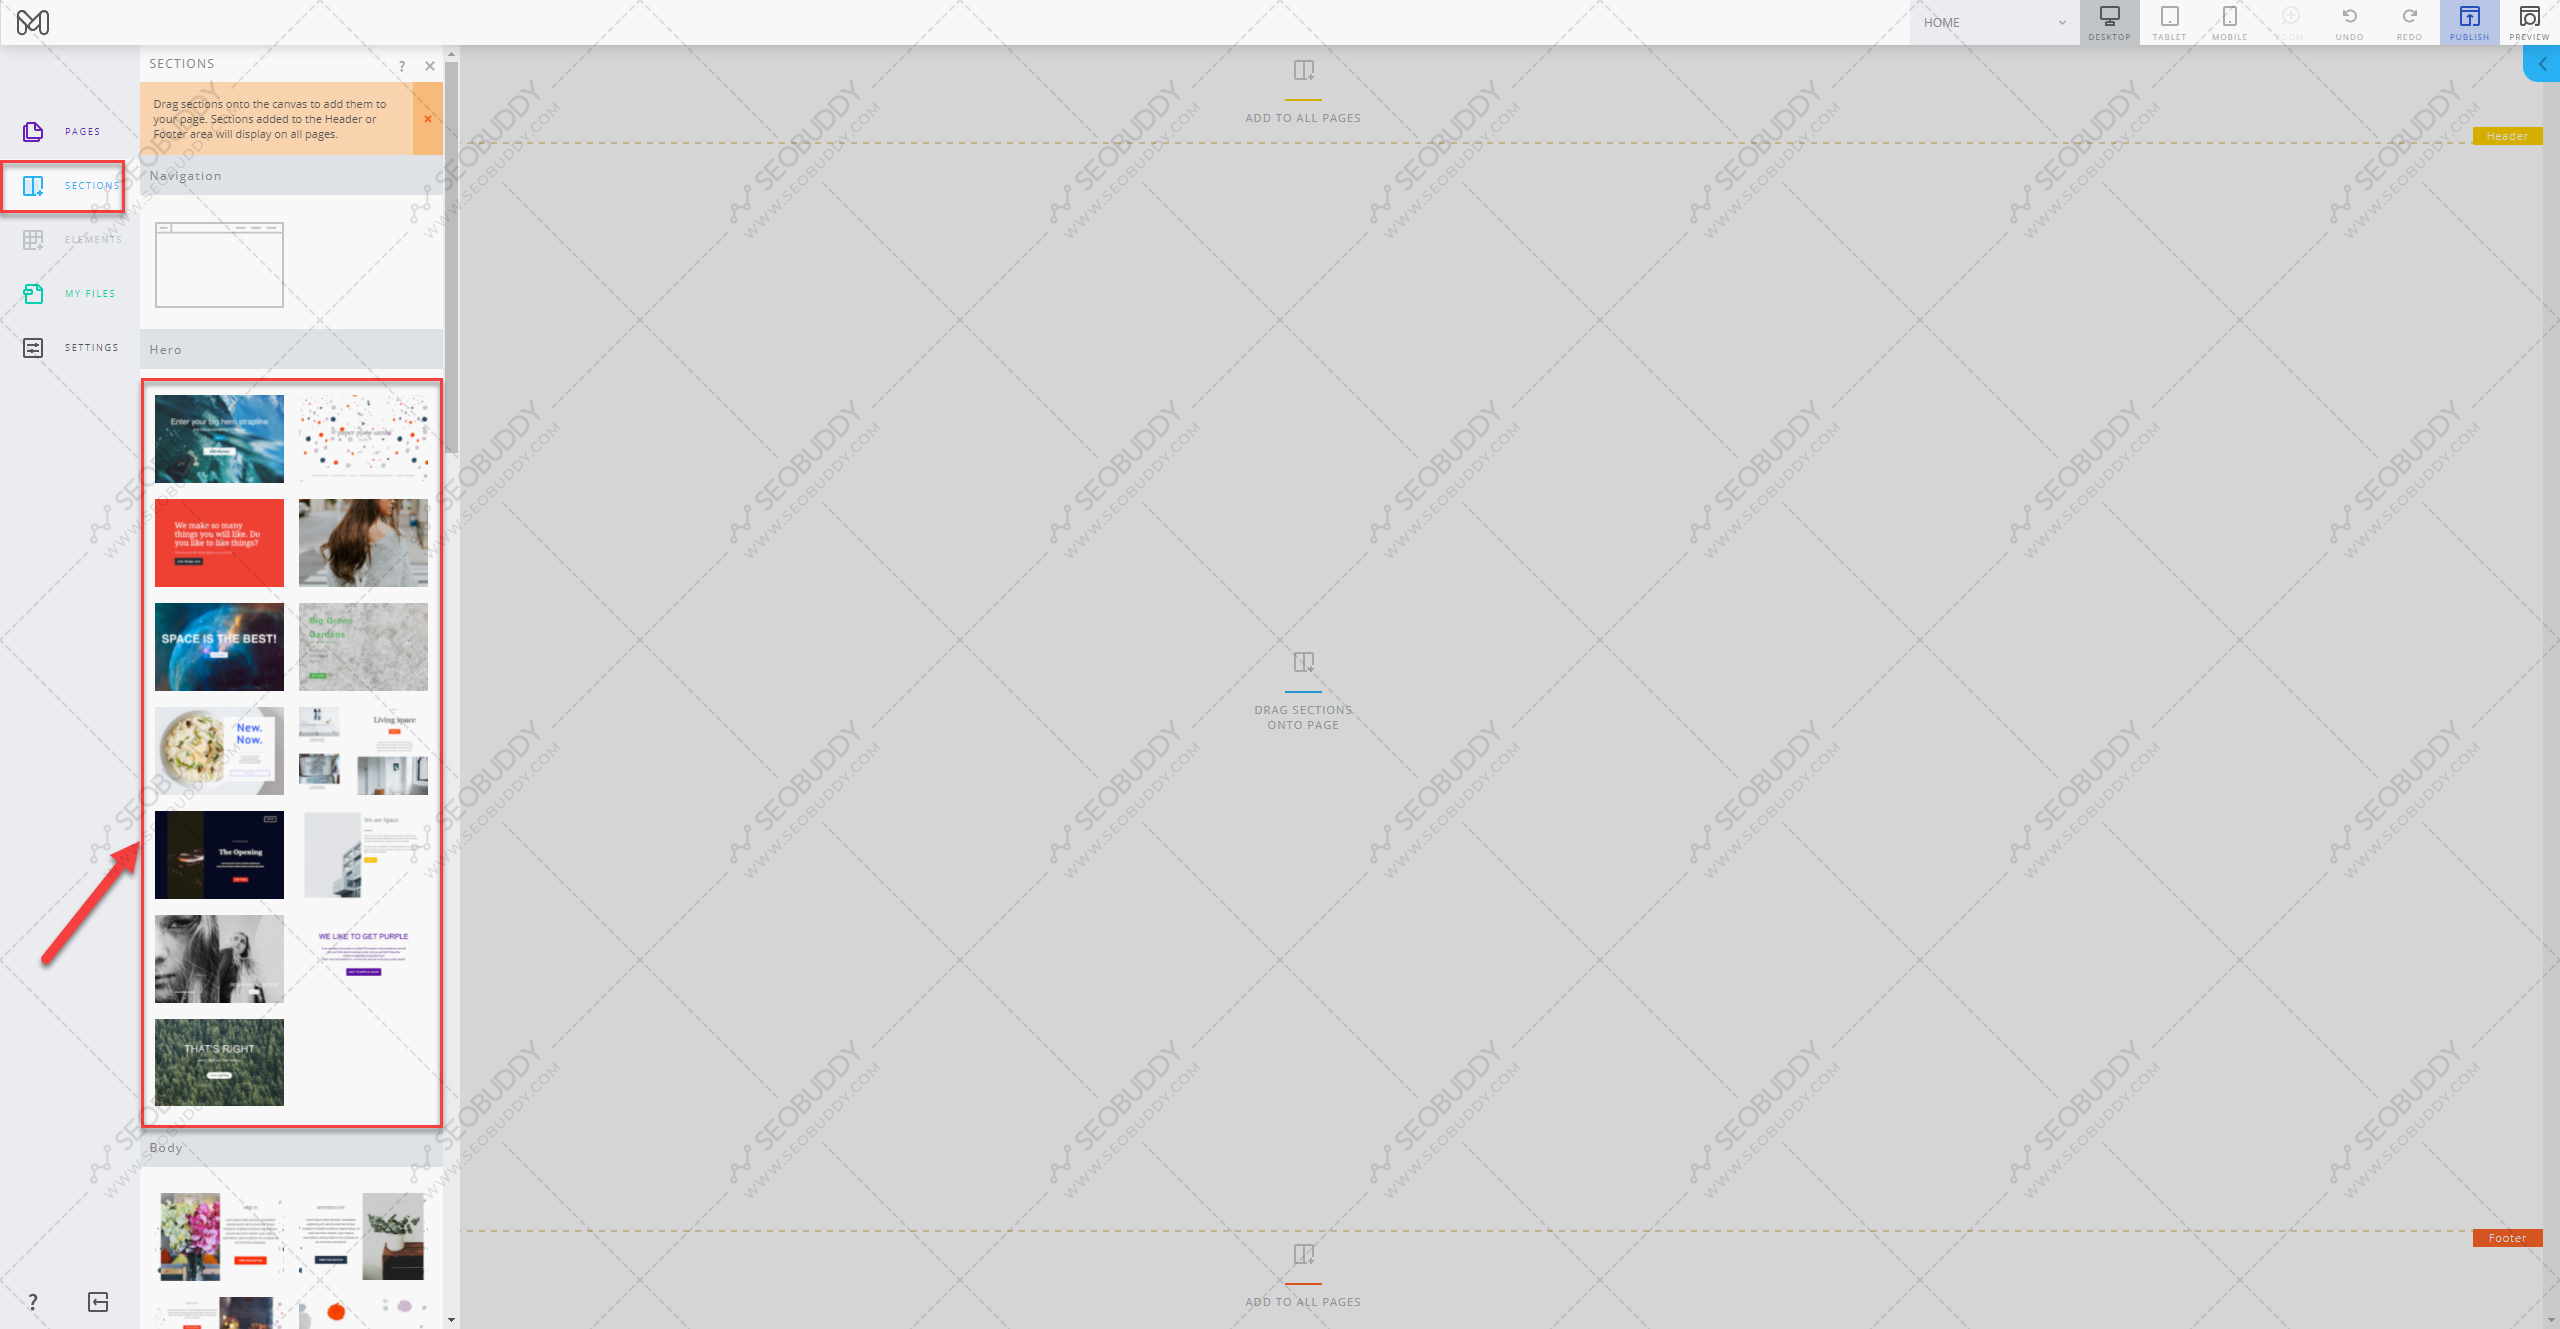 HOME
DESKTOP
TABLET
MOBILE
ZOOM
UNDO
REDO
PUBLISH
PREVIEW
PAGES
SECTIONS
ELEMENTS
MY FILES
SETTINGS
?
SECTIONS
?
Drag sections onto the canvas to add them to
your page. Sections added to the Header or
Footer area will display on all pages.
Navigation
Hero
Enter your big hero strapline
We make so many
things you will like. Do
you like to like things?
SPACE IS THE BEST!
Big Green
Gardens
New.
Now.
Living space
The Opening
We are Space
WE LIKE TO GET PURPLE
GET PURPLE NOW
THAT'S RIGHT
Body
ADD TO ALL PAGES
Header
DRAG SECTIONS
ONTO PAGE
Footer
ADD TO ALL PAGES
SEOBUDDY
WWW.SEOBUDDY.COM